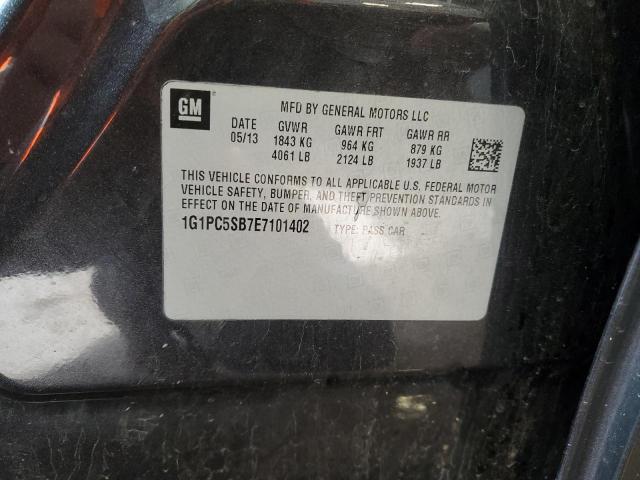 GM
MFD BY GENERAL MOTORS LLC
DATE GVWR GAWR FRT GAWR RR
05/13 1843 KG 964 KG 879 KG
4061 LB 2124 LB 1937 LB
THIS VEHICLE CONFORMS TO ALL APPLICABLE U.S. FEDERAL MOTOR
VEHICLE SAFETY, BUMPER, AND THEFT PREVENTION STANDARDS IN
EFFECT ON THE DATE OF MANUFACTURE SHOWN ABOVE.
1G1PC5SB7E7101402 TYPE: PASS CAR